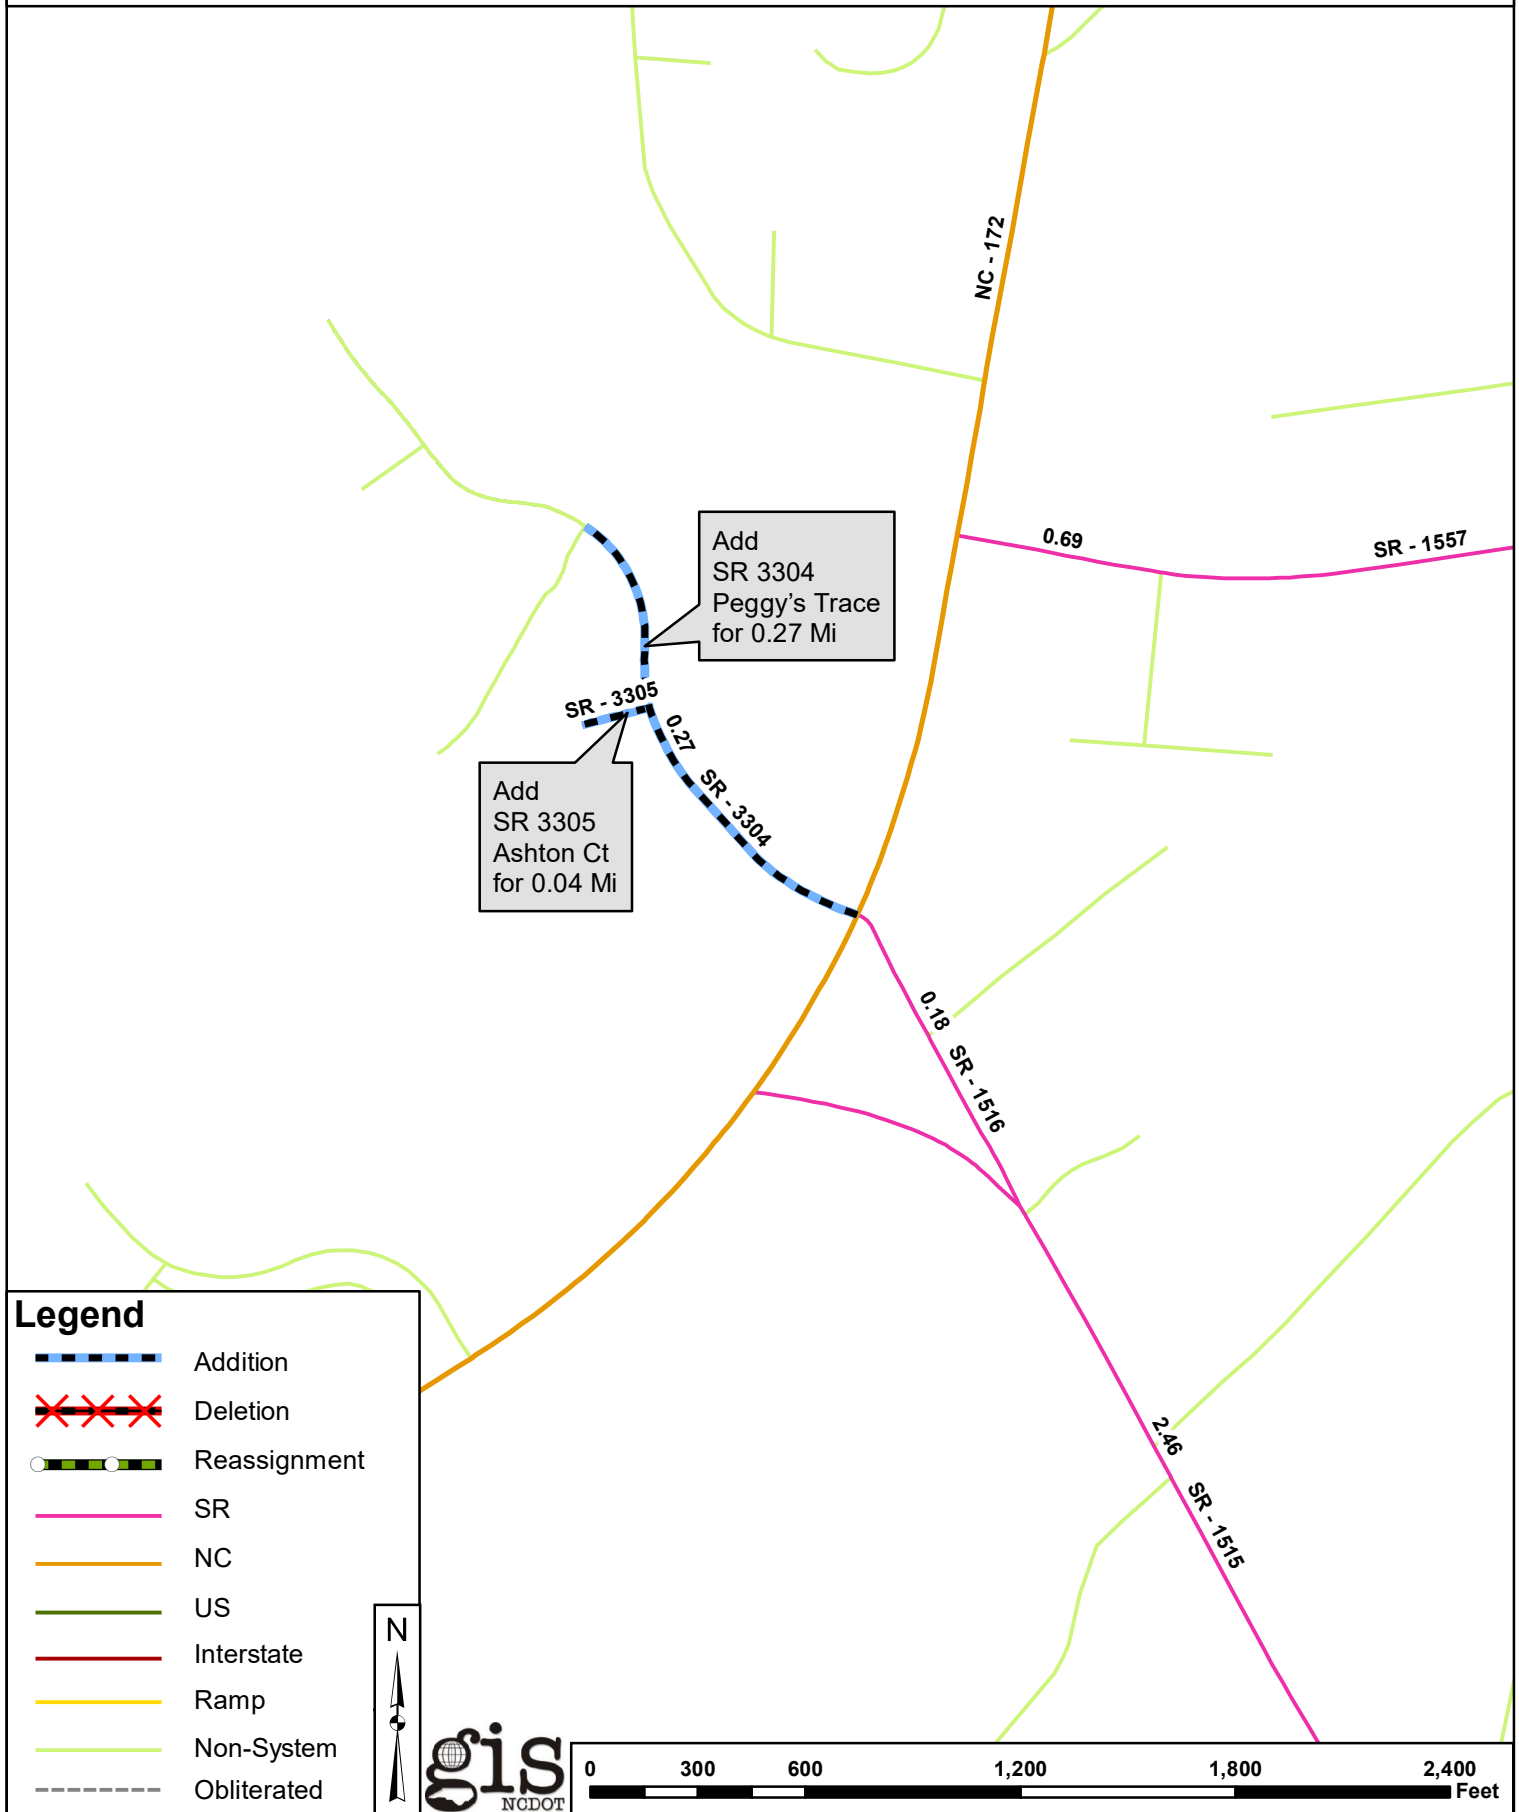 NC - 172
0.69
SR - 1557
Add
SR 3304
Peggy’s Trace
for 0.27 Mi
SR - 3305
0.27
SR - 3304
Add
SR 3305
Ashton Ct
for 0.04 Mi
0.18
SR - 1516
2.46
SR - 1515
Legend
Addition
Deletion
Reassignment
SR
NC
US
Interstate
Ramp
Non-System
Obliterated
N
gis
NCDOT
0 300 600 1,200 1,800 2,400
Feet